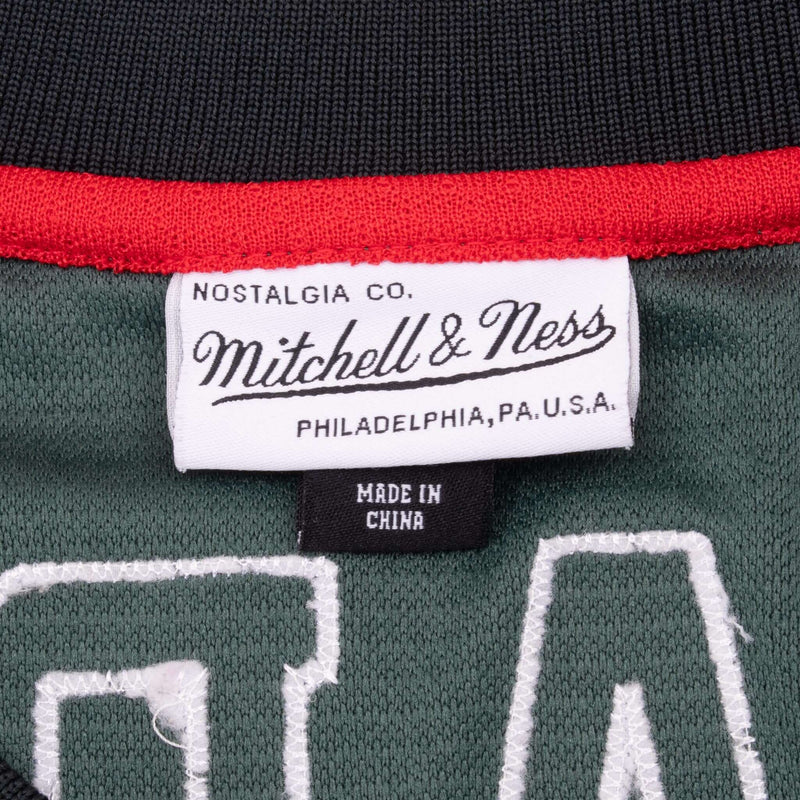 NOSTALGIA CO.
Mitchell & Ness
PHILADELPHIA, PA. U.S.A.
MADE IN
CHINA